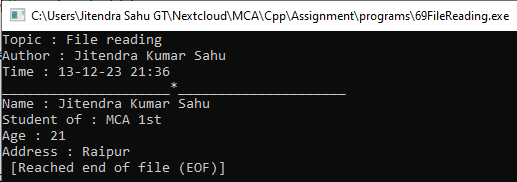 C:\Users\Jitendra Sahu GT\Nextcloud\MCA\Cpp\Assignment\programs\69FileReading.exe
Topic : File reading
Author : Jitendra Kumar Sahu
Time : 13-12-23 21:36
_____________________*_____________________
Name : Jitendra Kumar Sahu
Student of : MCA 1st
Age : 21
Address : Raipur
 [Reached end of file (EOF)]